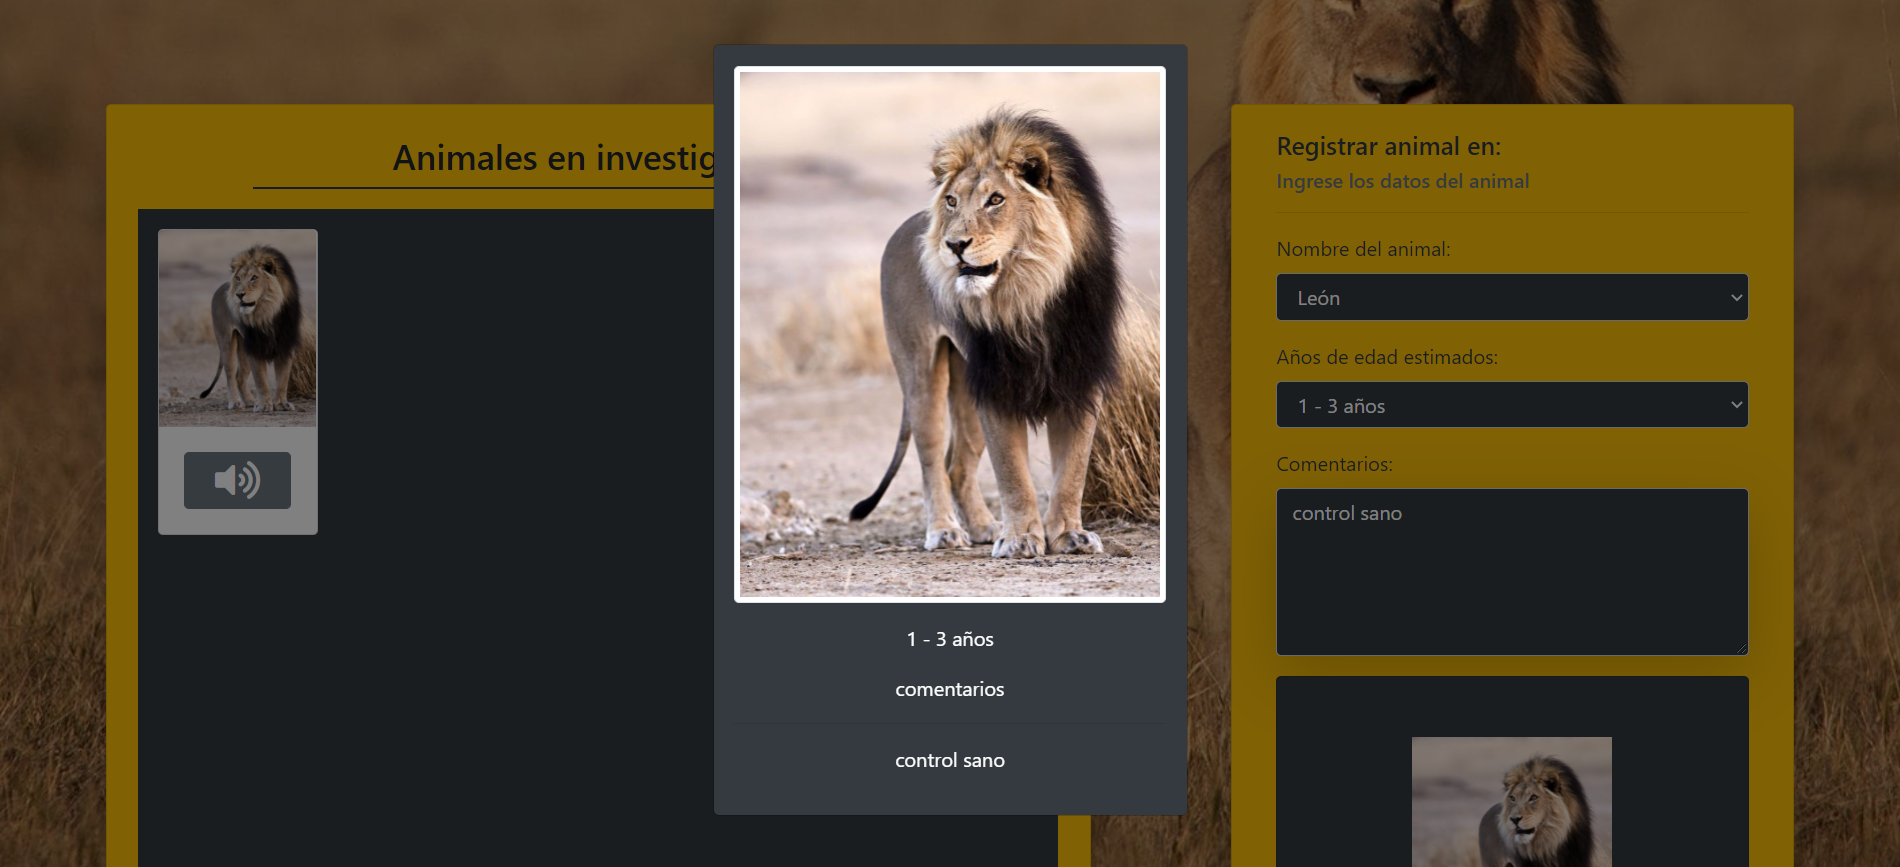 Animales en investig
1 - 3 años
comentarios
control sano
Registrar animal en:
Ingrese los datos del animal
Nombre del animal:
León
Años de edad estimados:
1 - 3 años
Comentarios:
control sano